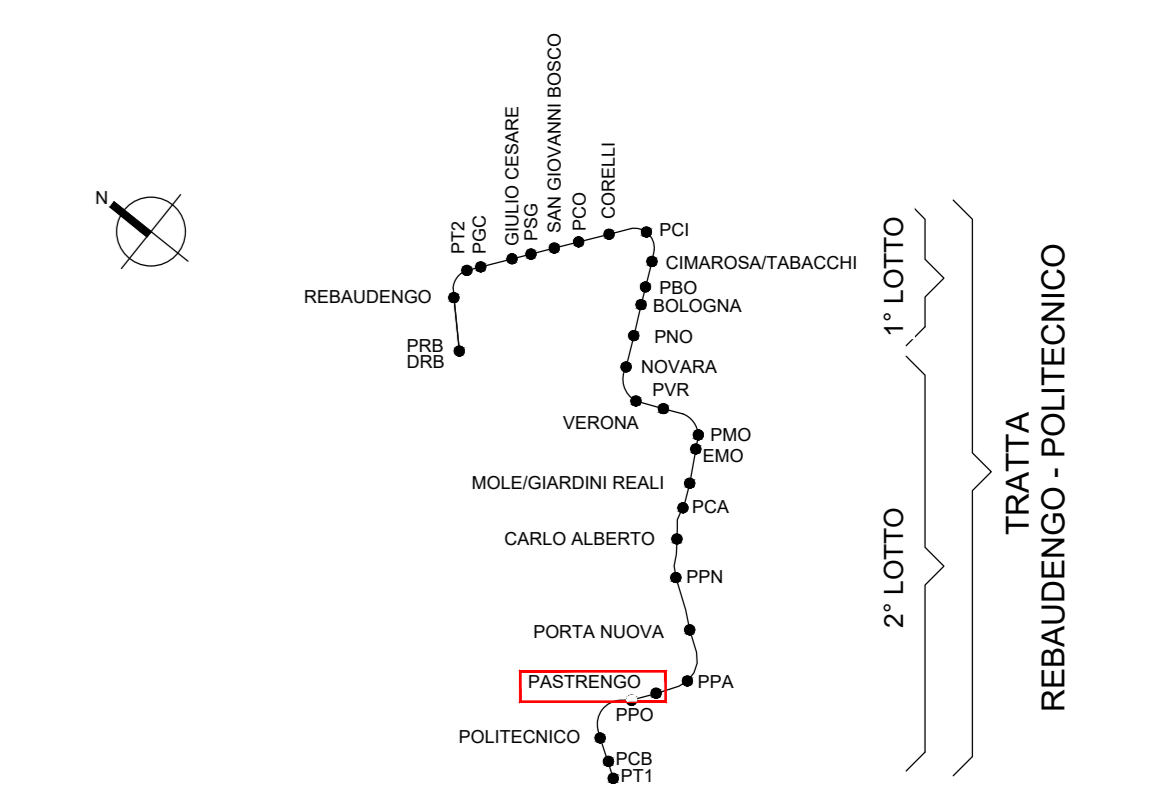 N
PT2
PGC
GIULIO CESARE
PSG
SAN GIOVANNI BOSCO
PCO
CORELLI
PCI
CIMAROSA/TABACCHI
REBAUDENGO
PBO
BOLOGNA
PNO
PRB
DRB
NOVARA
PVR
VERONA
PMO
EMO
MOLE/GIARDINI REALI
PCA
CARLO ALBERTO
PPN
PORTA NUOVA
PASTRENGO
PPA
PPO
POLITECNICO
PCB
PT1
1° LOTTO
2° LOTTO
TRATTA
REBAUDENGO - POLITECNICO